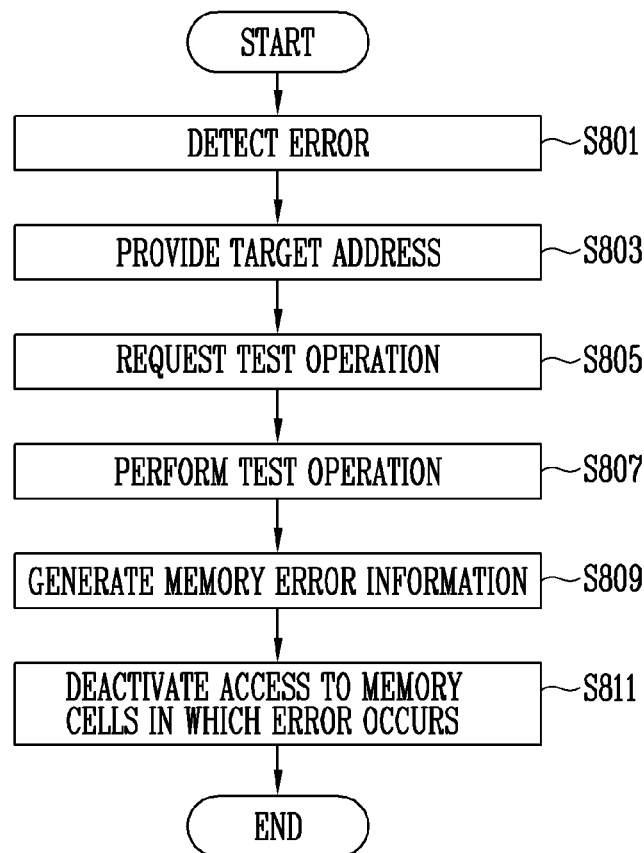 START
DETECT ERROR
S801
PROVIDE TARGET ADDRESS
S803
REQUEST TEST OPERATION
S805
PERFORM TEST OPERATION
S807
GENERATE MEMORY ERROR INFORMATION
S809
DEACTIVATE ACCESS TO MEMORY
CELLS IN WHICH ERROR OCCURS
S811
END